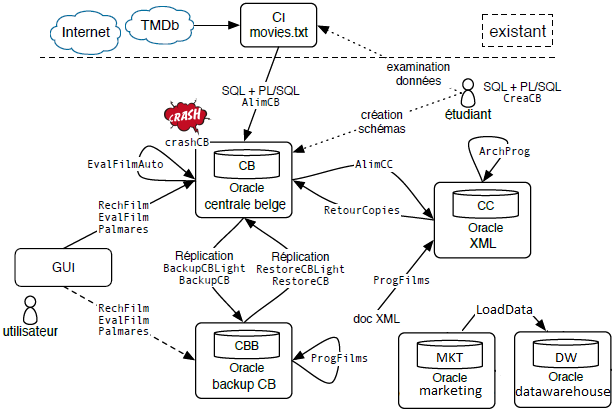 Internet
TMDb
CI
movies.txt
existant
examination
données
SQL + PL/SQL
AlimCB
SQL + PL/SQL
CreaCB
étudiant
création
schémas
CRASH
crashCB
EvalFilmAuto
CB
Oracle
centrale belge
AlimCC
RetourCopies
ArchProg
CC
Oracle
XML
RechFilm
EvalFilm
Palmares
GUI
utilisateur
Réplication
BackupCBLight
BackupCB
Réplication
RestoreCBLight
RestoreCB
ProgFilms
doc XML
RechFilm
EvalFilm
Palmares
CBB
Oracle
backup CB
ProgFilms
LoadData
MKT
Oracle
marketing
DW
Oracle
datawarehouse